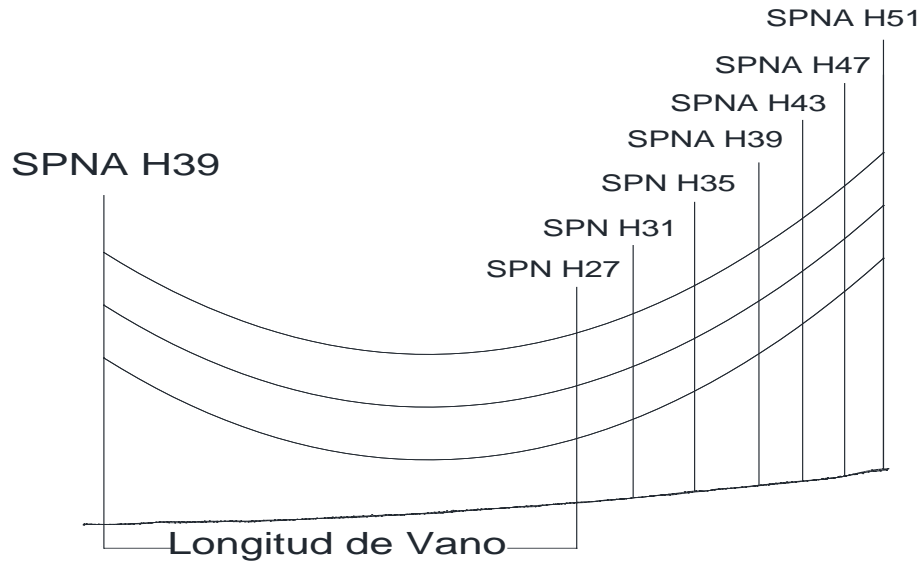 SPNA H51
SPNA H47
SPNA H43
SPNA H39
SPNA H39
SPN H35
SPN H31
SPN H27
Longitud de Vano